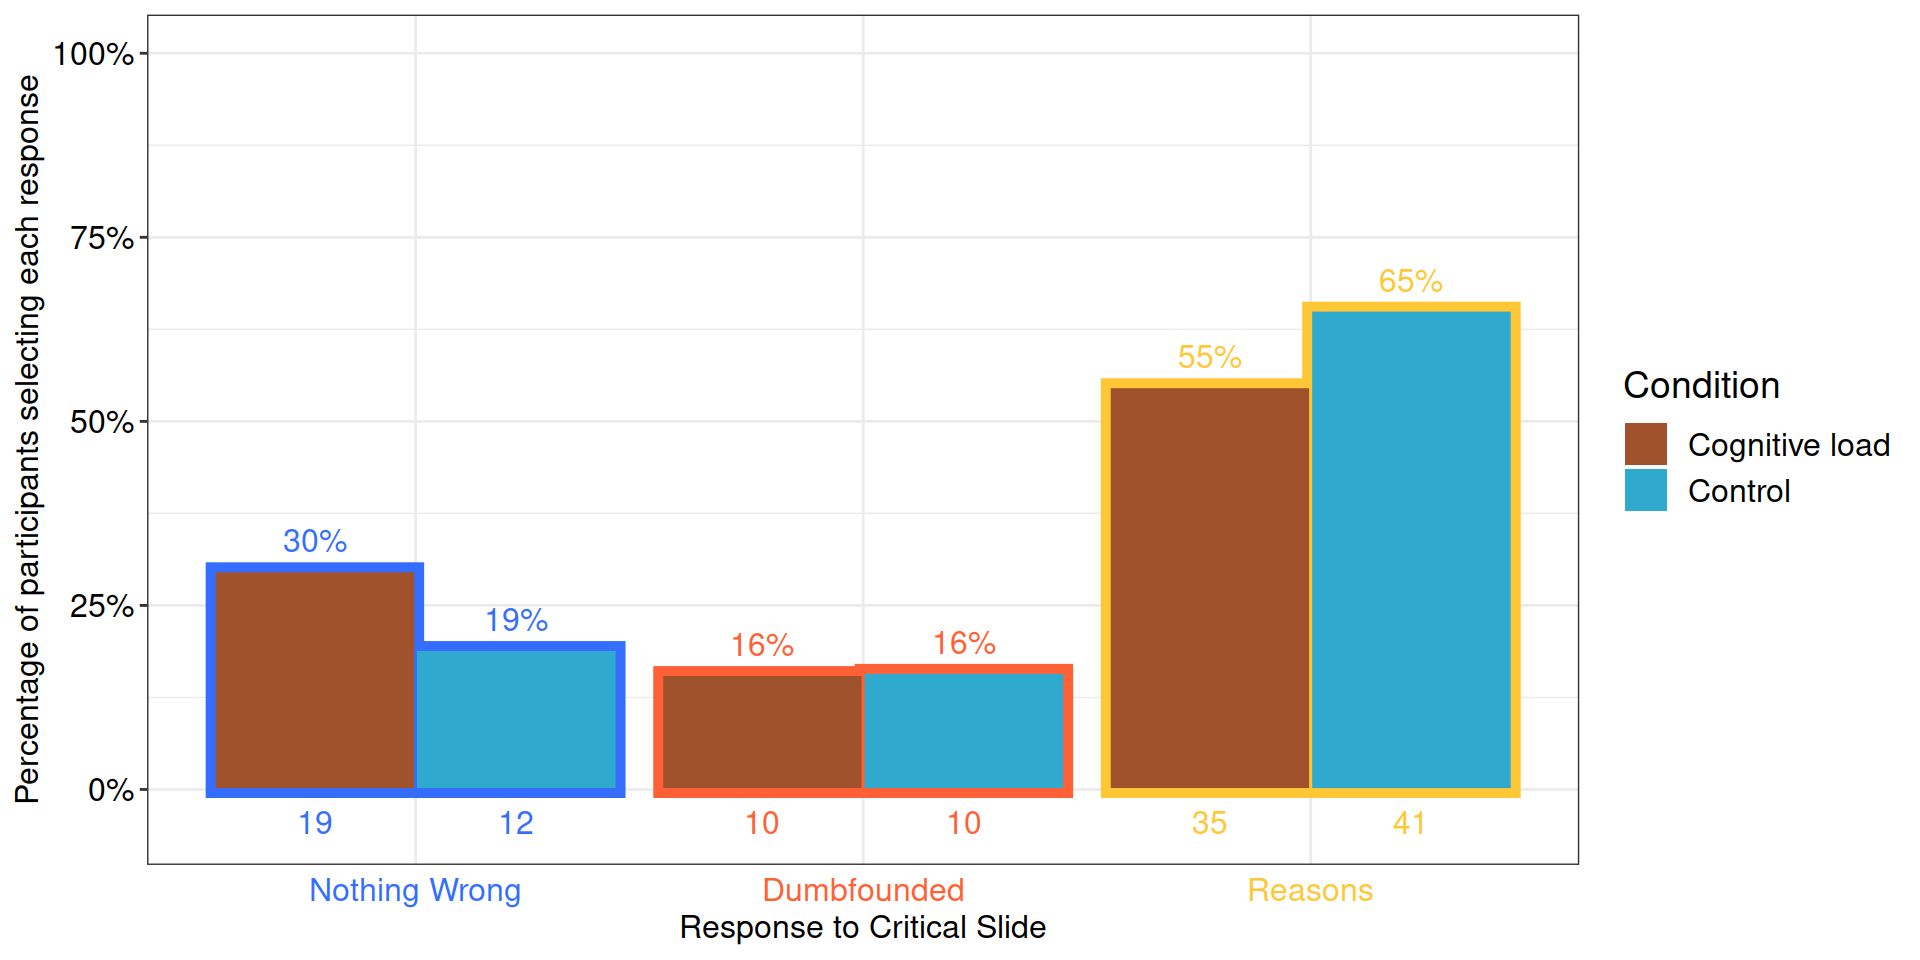 Percentage of participants selecting each response
100%
75%
50%
25%
0%
30%
19%
16%
16%
55%
65%
19
12
10
10
35
41
Nothing Wrong
Dumbfounded
Reasons
Response to Critical Slide
Condition
Cognitive load
Control